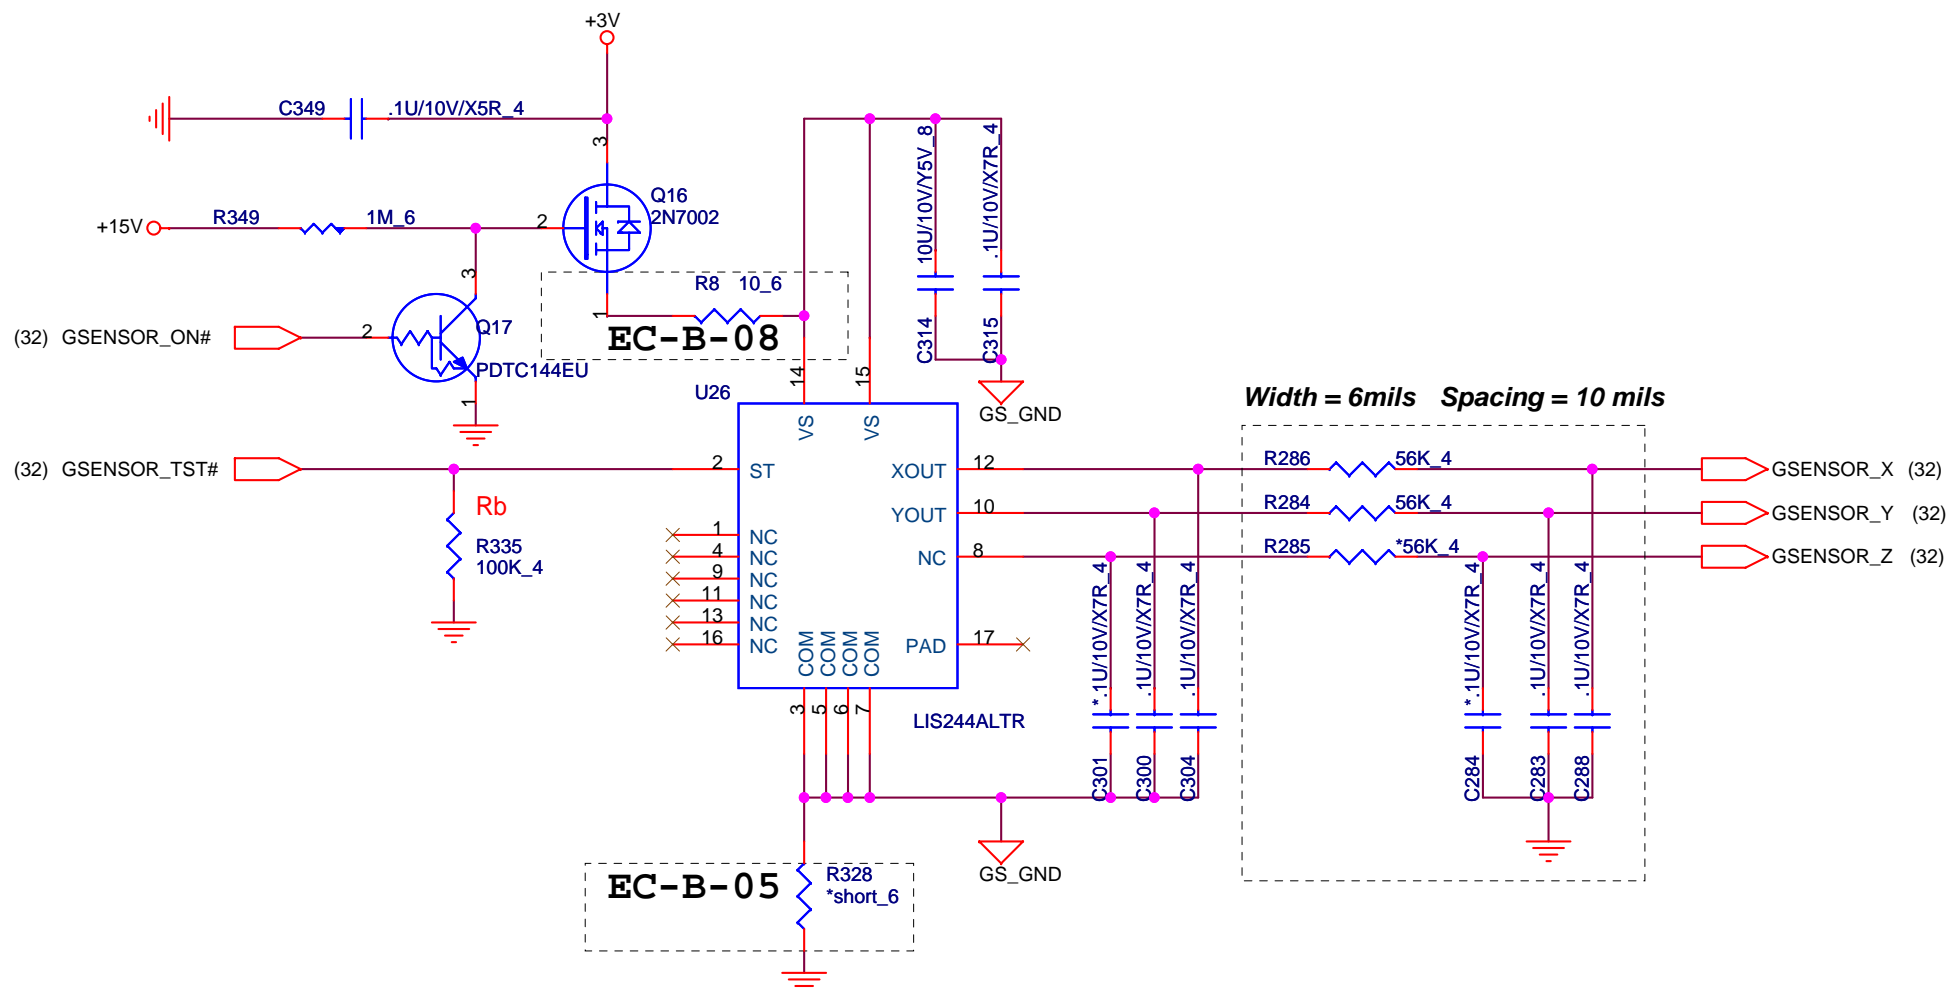 +3V
C349 .1U/10V/X5R_4
3
+15V R349 1M_6 2
Q16
2N7002
3
1
R8 10_6
EC-B-08
10U/10V/Y5V_8
.1U/10V/X7R_4
C314
C315
GS_GND
(32) GSENSOR_ON# 2
Q17
PDTC144EU
1
14
15
U26
VS
VS
Width = 6mils Spacing = 10 mils
(32) GSENSOR_TST# 2 ST
XOUT 12 R286 56K_4 GSENSOR_X (32)
YOUT 10 R284 56K_4 GSENSOR_Y (32)
NC 8 R285 *56K_4 GSENSOR_Z (32)
Rb
R335
100K_4
1 NC
4 NC
9 NC
11 NC
13 NC
16 NC
COM
COM
COM
COM
PAD 17
3
5
6
7
LIS244ALTR
*.1U/10V/X7R_4
.1U/10V/X7R_4
.1U/10V/X7R_4
C301
C300
C304
*.1U/10V/X7R_4
.1U/10V/X7R_4
.1U/10V/X7R_4
C284
C283
C288
GS_GND
EC-B-05
R328
*short_6